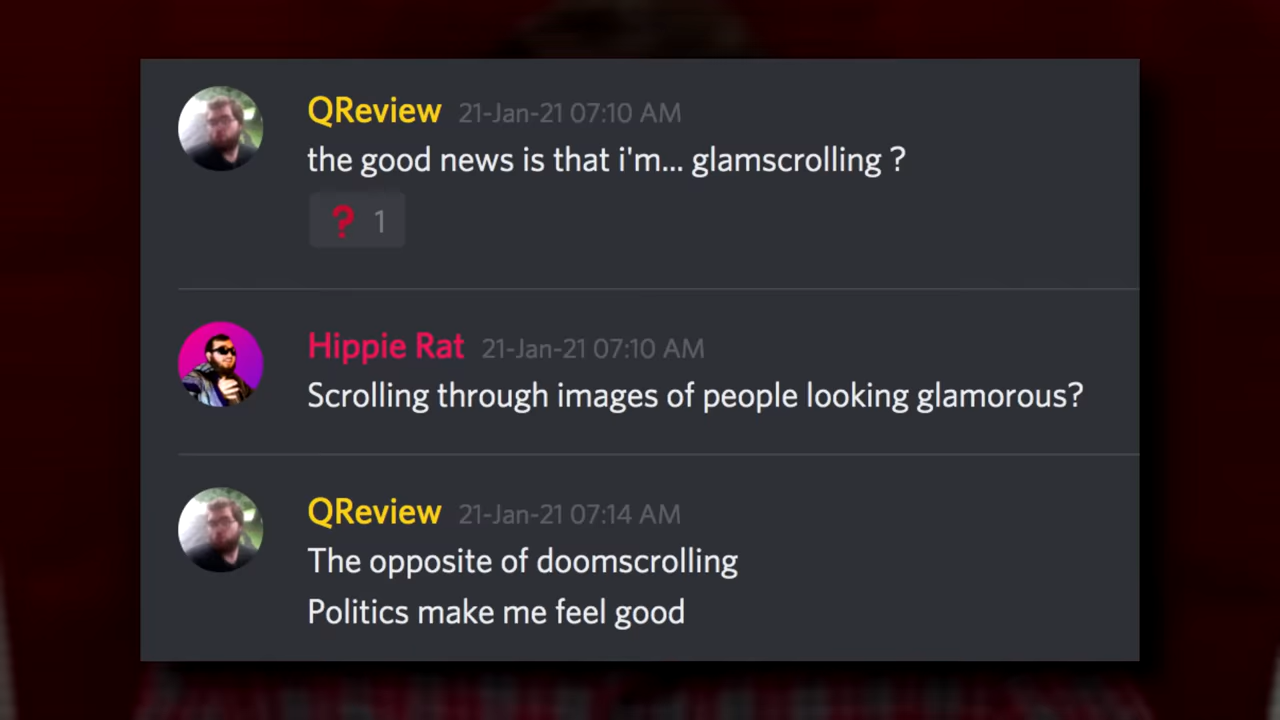 QReview 21-Jan-21 07:10 AM
the good news is that i'm... glamscrolling ?
? 1
Hippie Rat 21-Jan-21 07:10 AM
Scrolling through images of people looking glamorous?
QReview 21-Jan-21 07:14 AM
The opposite of doomscrolling
Politics make me feel good